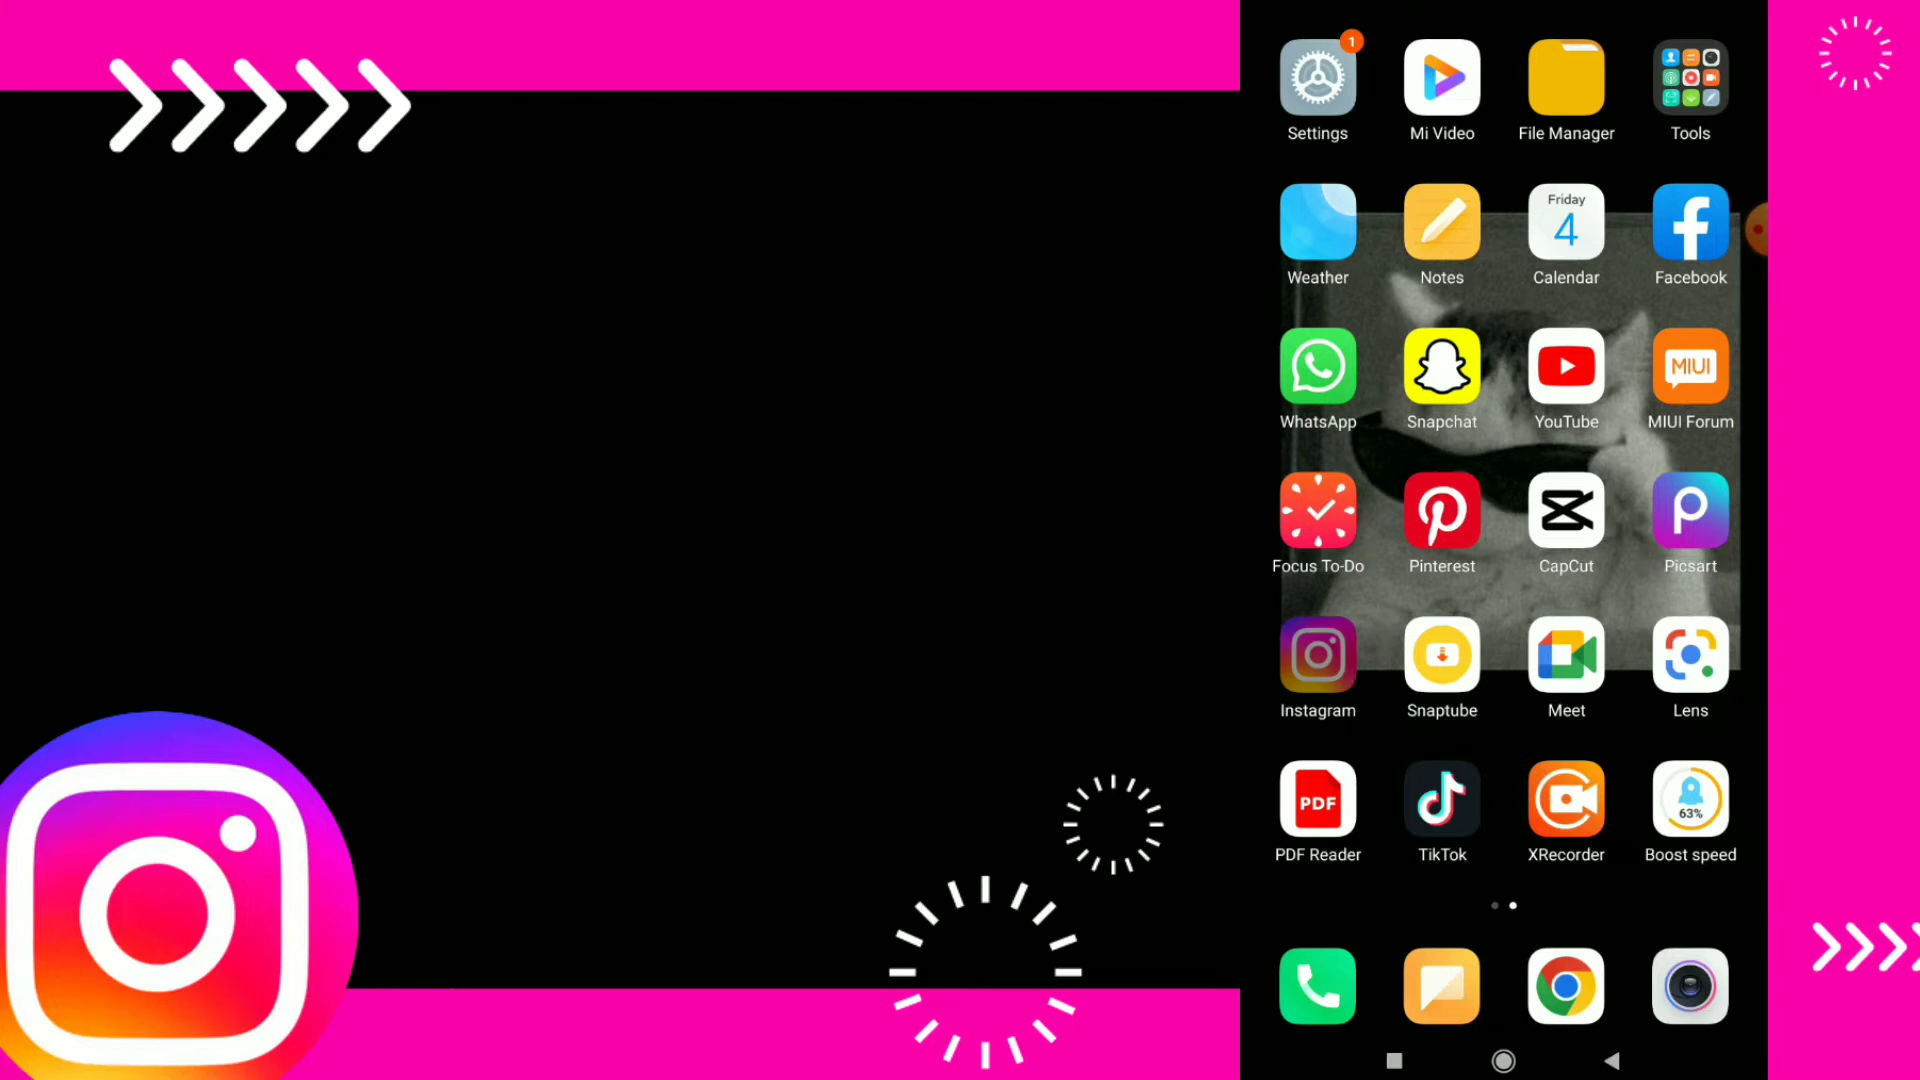 1
Settings
Mi Video
File Manager
Tools
Friday
4
Weather
Notes
Calendar
Facebook
MIUI
WhatsApp
Snapchat
YouTube
MIUI Forum
Focus To-Do
Pinterest
CapCut
Picsart
Instagram
Snaptube
Meet
Lens
PDF
63%
PDF Reader
TikTok
XRecorder
Boost speed